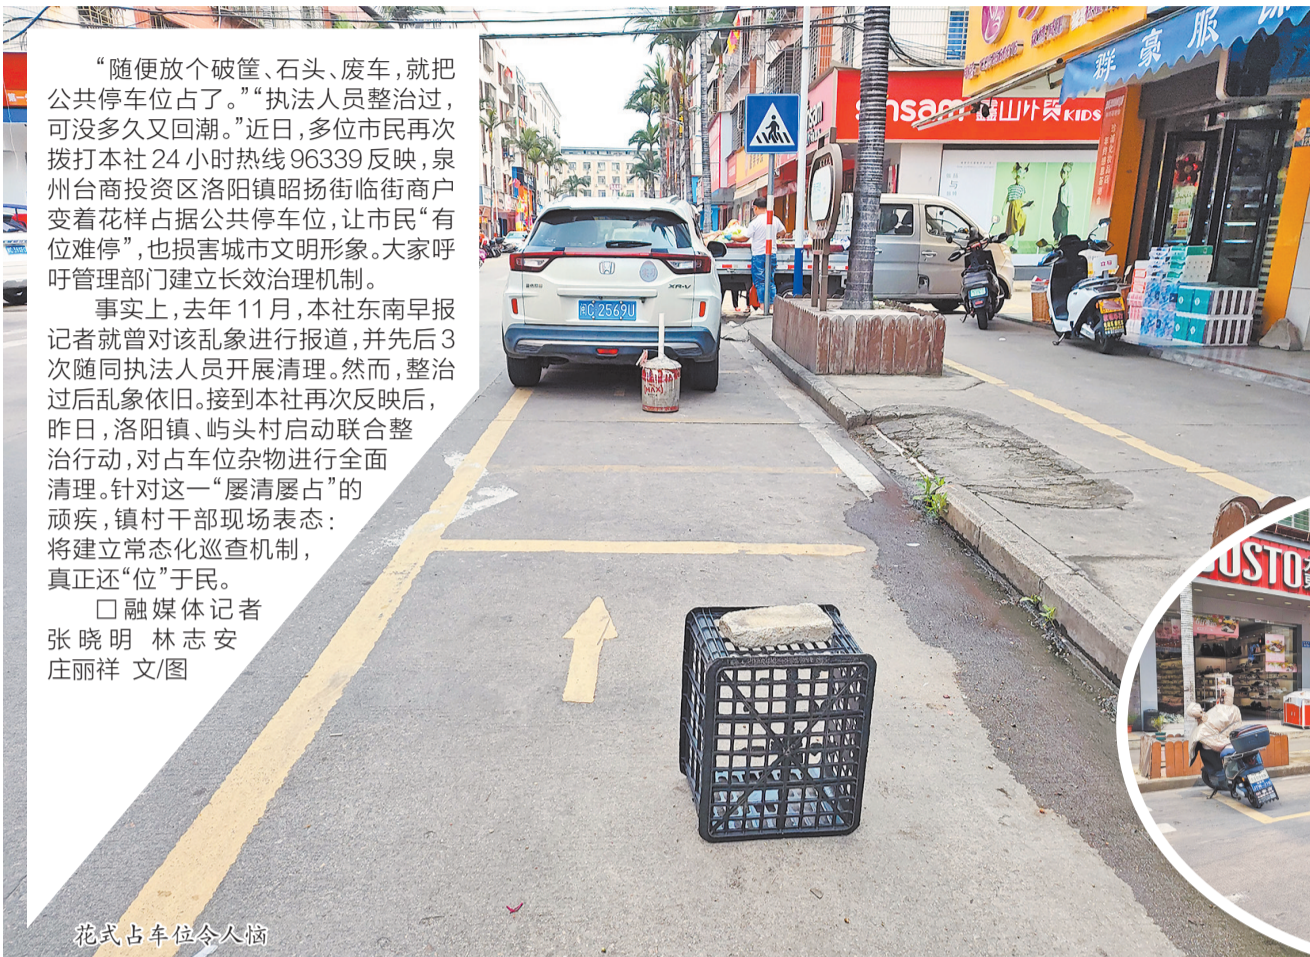 “随便放个破筐、石头、废车，就把
公共停车位占了。”“执法人员整治过，
可没多久又回潮。”近日，多位市民再次
拨打本社24小时热线96339反映，泉
州台商投资区洛阳镇昭扬街临街商户
变着花样占据公共停车位，让市民“有
位难停”，也损害城市文明形象。大家呼
吁管理部门建立长效治理机制。
事实上，去年11月，本社东南早报
记者就曾对该乱象进行报道，并先后3
次随同执法人员开展清理。然而，整治
过后乱象依旧。接到本社再次反映后，
昨日，洛阳镇、屿头村启动联合整
治行动，对占车位杂物进行全面
清理。针对这一“屡清屡占”的
顽疾，镇村干部现场表态：
将建立常态化巡查机制，
真正还“位”于民。
□融媒体记者
张晓明 林志安
庄丽祥 文/图
群豪服
KIDS
XR-V
闽C 2569U
花式占车位令人恼